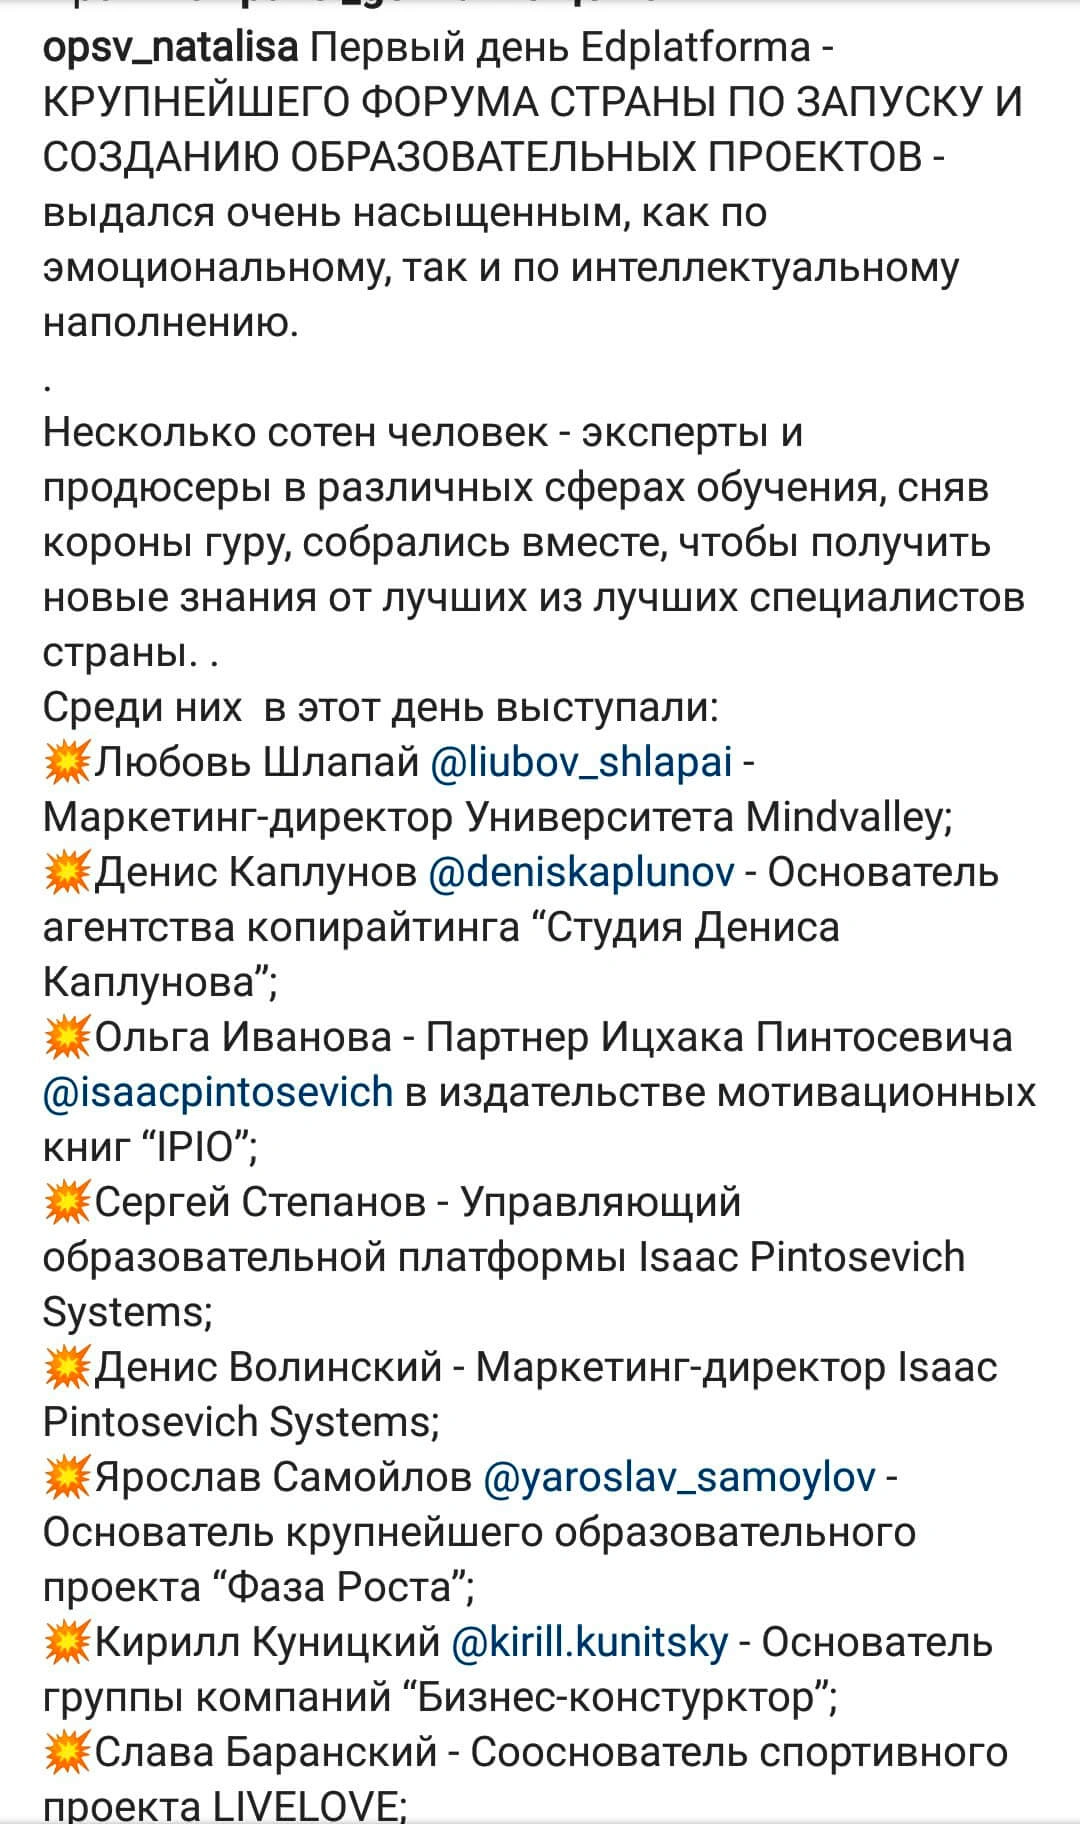 opsv_natalisa Первый день Edplatforma -
КРУПНЕЙШЕГО ФОРУМА СТРАНЫ ПО ЗАПУСКУ И
СОЗДАНИЮ ОБРАЗОВАТЕЛЬНЫХ ПРОЕКТОВ -
выдался очень насыщенным, как по
эмоциональному, так и по интеллектуальному
наполнению.
.
Несколько сотен человек - эксперты и
продюсеры в различных сферах обучения, сняв
короны гуру, собрались вместе, чтобы получить
новые знания от лучших из лучших специалистов
страны. .
Среди них  в этот день выступали:
💥Любовь Шлапай @liubov_shlapai -
Маркетинг-директор Университета Mindvalley;
💥Денис Каплунов @deniskaplunov - Основатель
агентства копирайтинга “Студия Дениса
Каплунова”;
💥Ольга Иванова - Партнер Ицхака Пинтосевича
@isaacpintosevich в издательстве мотивационных
книг “IPIO”;
💥Сергей Степанов - Управляющий
образовательной платформы Isaac Pintosevich
Systems;
💥Денис Волинский - Маркетинг-директор Isaac
Pintosevich Systems;
💥Ярослав Самойлов @yaroslav_samoylov -
Основатель крупнейшего образовательного
проекта “Фаза Роста”;
💥Кирилл Куницкий @kirill.kunitsky - Основатель
группы компаний “Бизнес-констурктор”;
💥Слава Баранский - Сооснователь спортивного
проекта LIVELOVE;